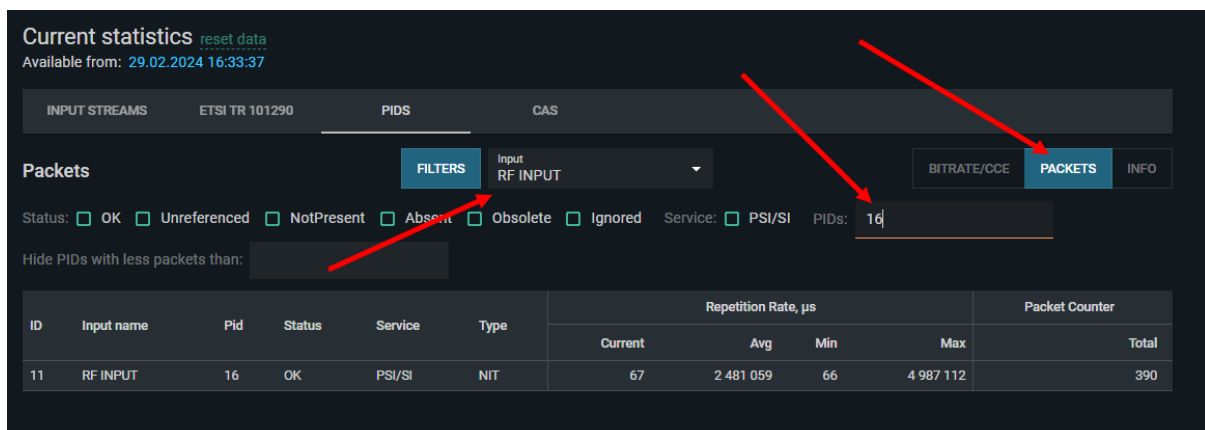 Current statistics reset data
Available from: 29.02.2024 16:33:37
INPUT STREAMS ETSI TR 101290 PIDS CAS
Packets FILTERS Input RF INPUT BITRATE/CCE PACKETS INFO
Status: OK Unreferenced NotPresent Absent Obsolete Ignored Service: PSI/SI PIDs: 16
Hide PIDs with less packets than:
Repetition Rate, µs Packet Counter
ID Input name Pid Status Service Type
Current Avg Min Max Total
11 RF INPUT 16 OK PSI/SI NIT 67 2 481 059 66 4 987 112 390